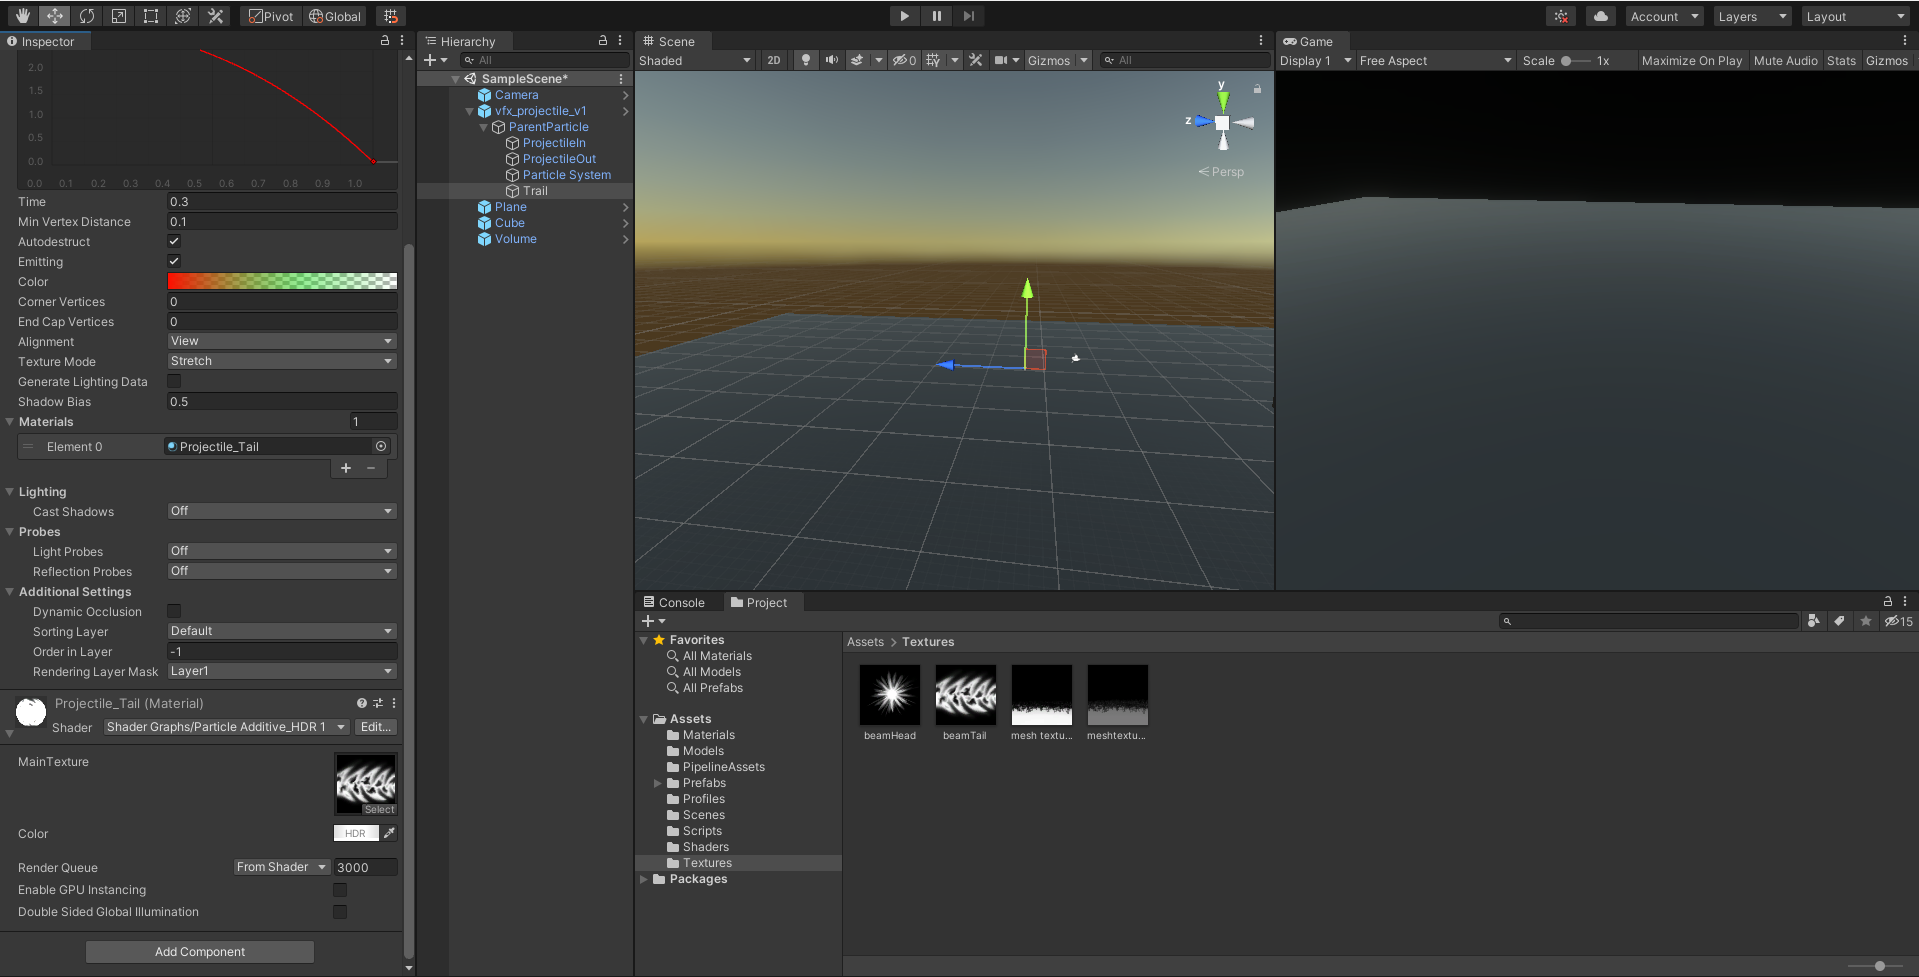 Pivot
Global
Account
Layers
Layout
Inspector
2.0
1.5
1.0
0.5
0.0
0.0 0.1 0.2 0.3 0.4 0.5 0.6 0.7 0.8 0.9 1.0
Time 0.3
Min Vertex Distance 0.1
Autodestruct
Emitting
Color
Corner Vertices 0
End Cap Vertices 0
Alignment View
Texture Mode Stretch
Generate Lighting Data
Shadow Bias 0.5
Materials 1
Element 0 Projectile_Tail
Lighting
Cast Shadows Off
Probes
Light Probes Off
Reflection Probes Off
Additional Settings
Dynamic Occlusion
Sorting Layer Default
Order in Layer -1
Rendering Layer Mask Layer1
Projectile_Tail (Material)
Shader Shader Graphs/Particle Additive_HDR 1 Edit...
MainTexture
Select
Color HDR
Render Queue From Shader 3000
Enable GPU Instancing
Double Sided Global Illumination
Add Component
Hierarchy
All
SampleScene*
Camera
vfx_projectile_v1
ParentParticle
ProjectileIn
ProjectileOut
Particle System
Trail
Plane
Cube
Volume
Scene
Shaded 2D 0 Gizmos All
y
z
Persp
Game
Display 1 Free Aspect Scale 1x Maximize On Play Mute Audio Stats Gizmos
Console Project
15
Favorites
All Materials
All Models
All Prefabs
Assets
Materials
Models
PipelineAssets
Prefabs
Profiles
Scenes
Scripts
Shaders
Textures
Packages
Assets > Textures
beamHead beamTail mesh textu... meshtextu...